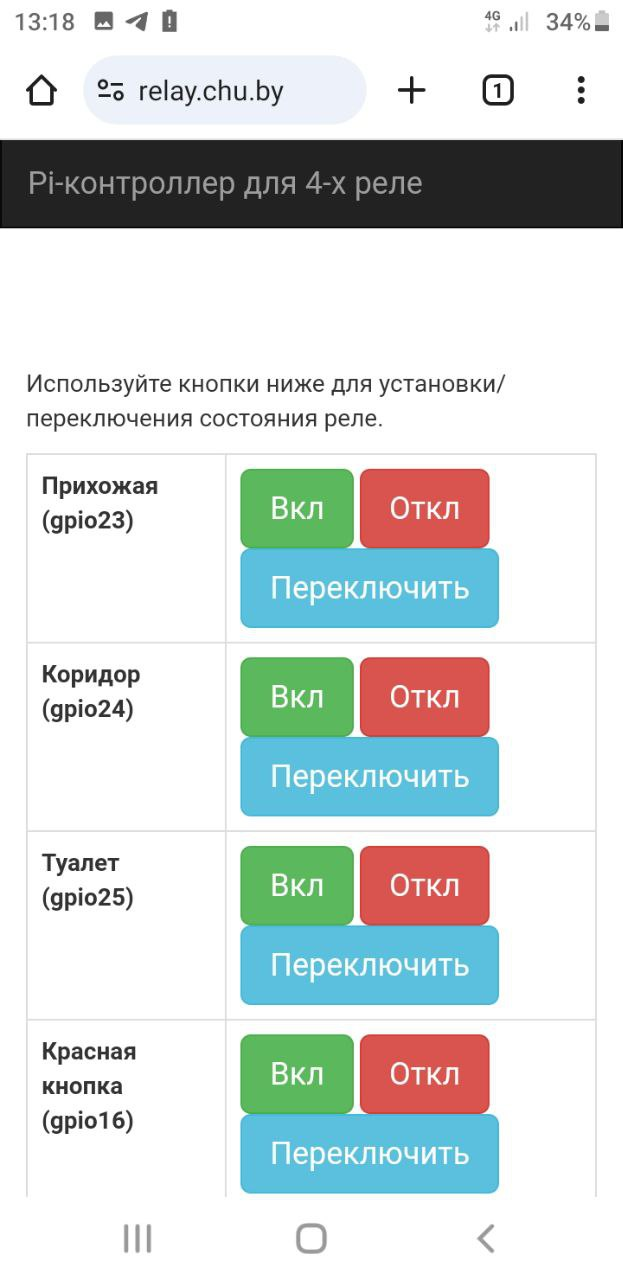 13:18
4G
34%
relay.chu.by
1
Pi-контроллер для 4-х реле
Используйте кнопки ниже для установки/
переключения состояния реле.
Прихожая
(gpio23)
Вкл
Откл
Переключить
Коридор
(gpio24)
Вкл
Откл
Переключить
Туалет
(gpio25)
Вкл
Откл
Переключить
Красная
кнопка
(gpio16)
Вкл
Откл
Переключить